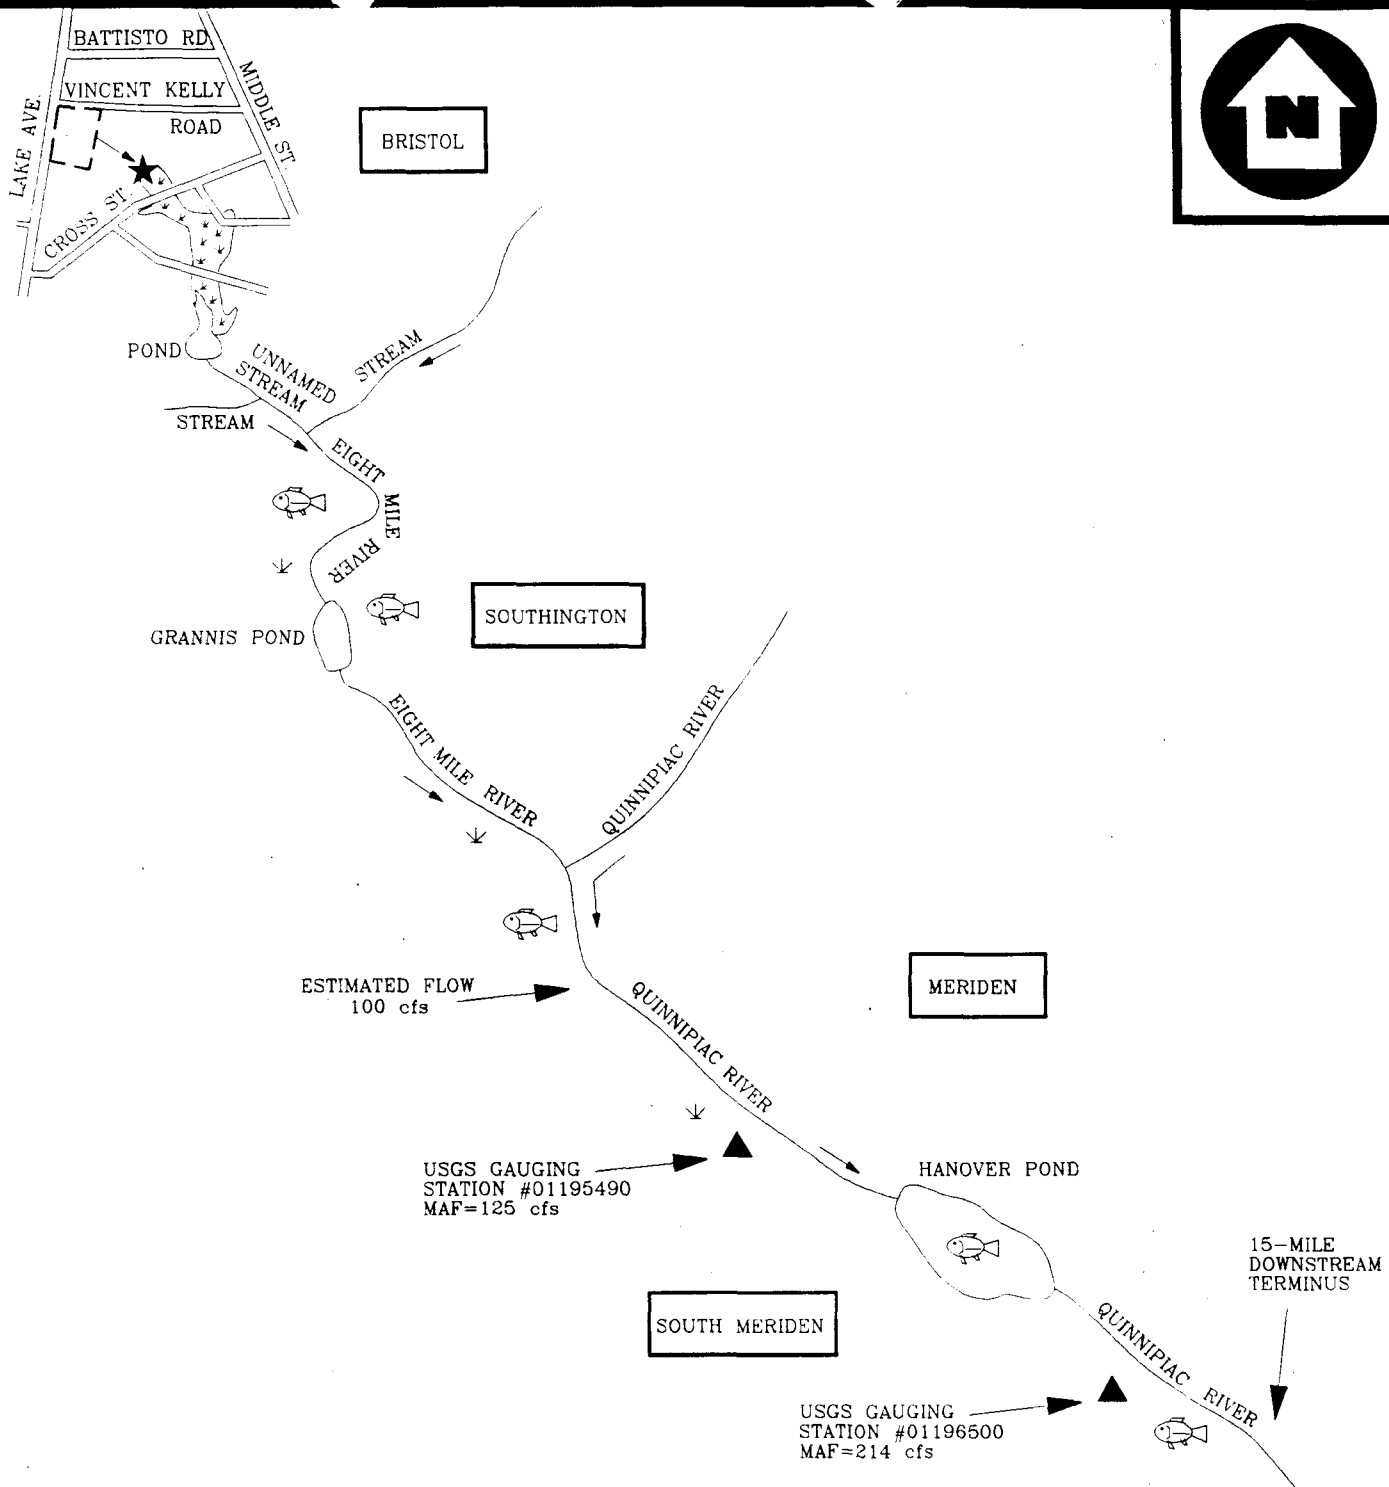 BATTISTO RD.
VINCENT KELLY
ROAD
MIDDLE ST.
LAKE AVE.
CROSS ST.
N
BRISTOL
POND
UNNAMED
STREAM
STREAM
STREAM
EIGHT MILE RIVER
SOUTHINGTON
GRANNIS POND
EIGHT MILE RIVER
QUINNIPIAC RIVER
ESTIMATED FLOW
100 cfs
QUINNIPIAC RIVER
MERIDEN
USGS GAUGING
STATION #01195490
MAF=125 cfs
HANOVER POND
15-MILE
DOWNSTREAM
TERMINUS
SOUTH MERIDEN
QUINNIPIAC RIVER
USGS GAUGING
STATION #01196500
MAF=214 cfs